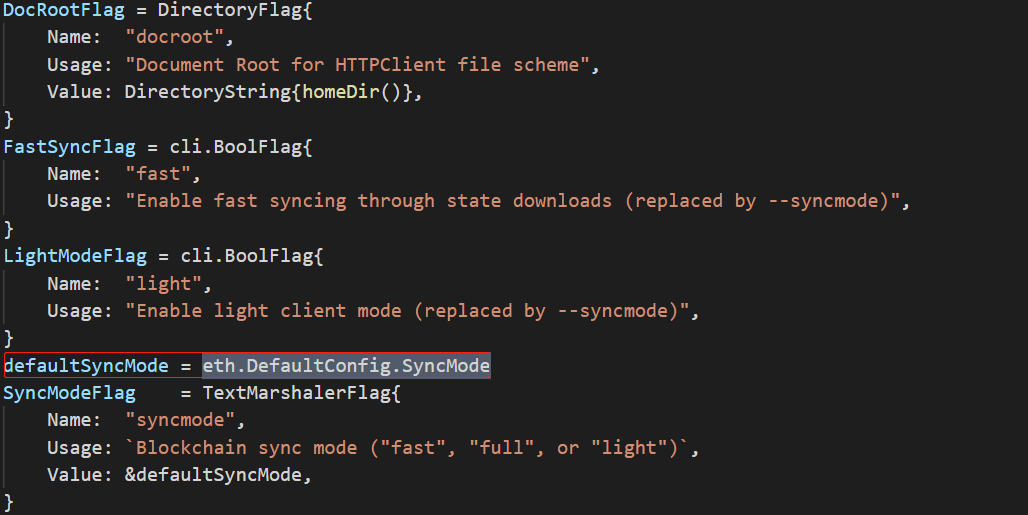 DocRootFlag = DirectoryFlag{
    Name:  "docroot",
    Usage: "Document Root for HTTPClient file scheme",
    Value: DirectoryString{homeDir()},
}
FastSyncFlag = cli.BoolFlag{
    Name:  "fast",
    Usage: "Enable fast syncing through state downloads (replaced by --syncmode)",
}
LightModeFlag = cli.BoolFlag{
    Name:  "light",
    Usage: "Enable light client mode (replaced by --syncmode)",
}
defaultSyncMode = eth.DefaultConfig.SyncMode
SyncModeFlag    = TextMarshalerFlag{
    Name:  "syncmode",
    Usage: `Blockchain sync mode ("fast", "full", or "light")`,
    Value: &defaultSyncMode,
}